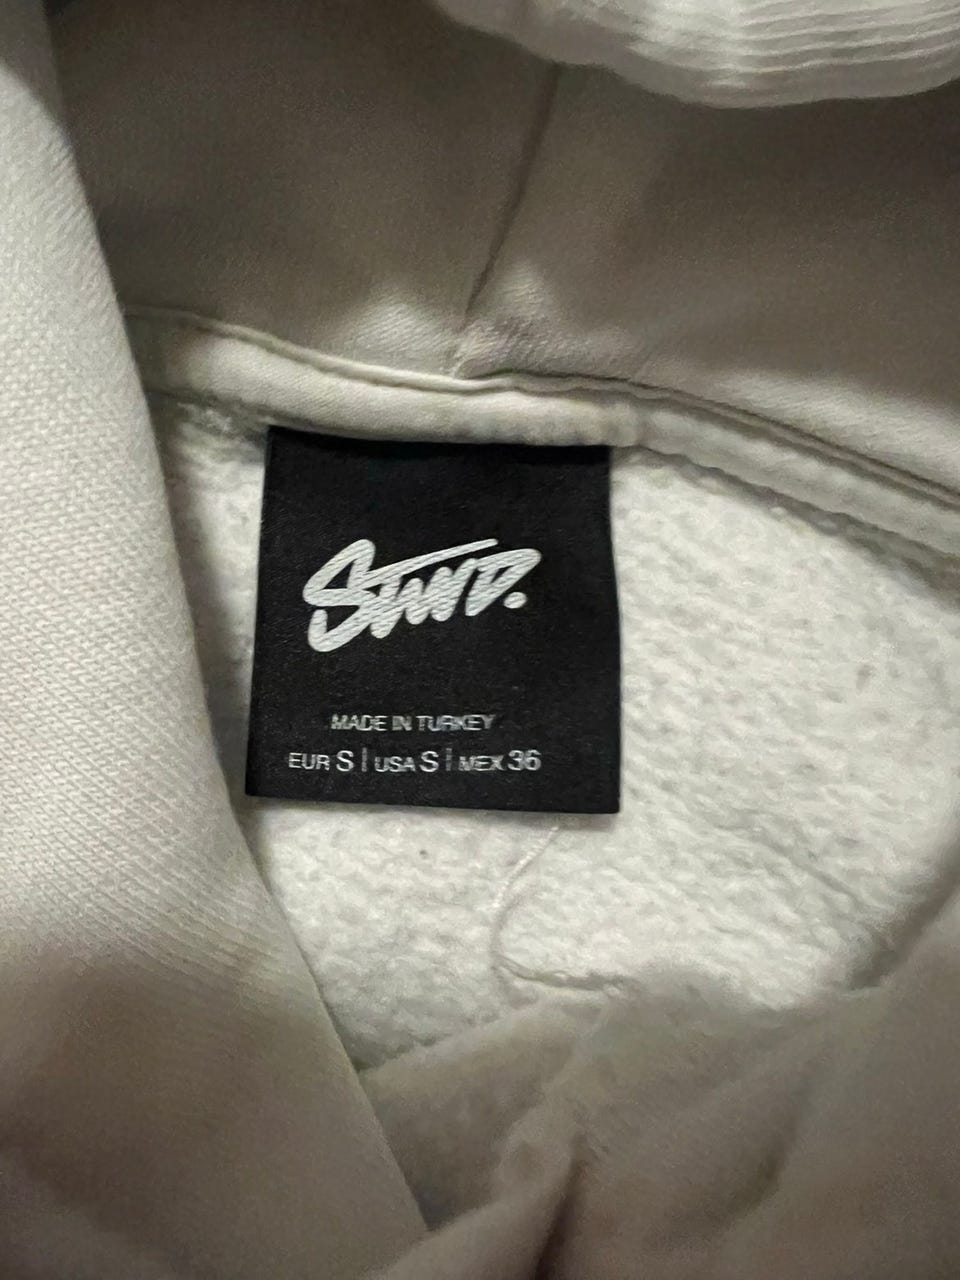 STWD.
MADE IN TURKEY
EUR S | USA S | MEX 36